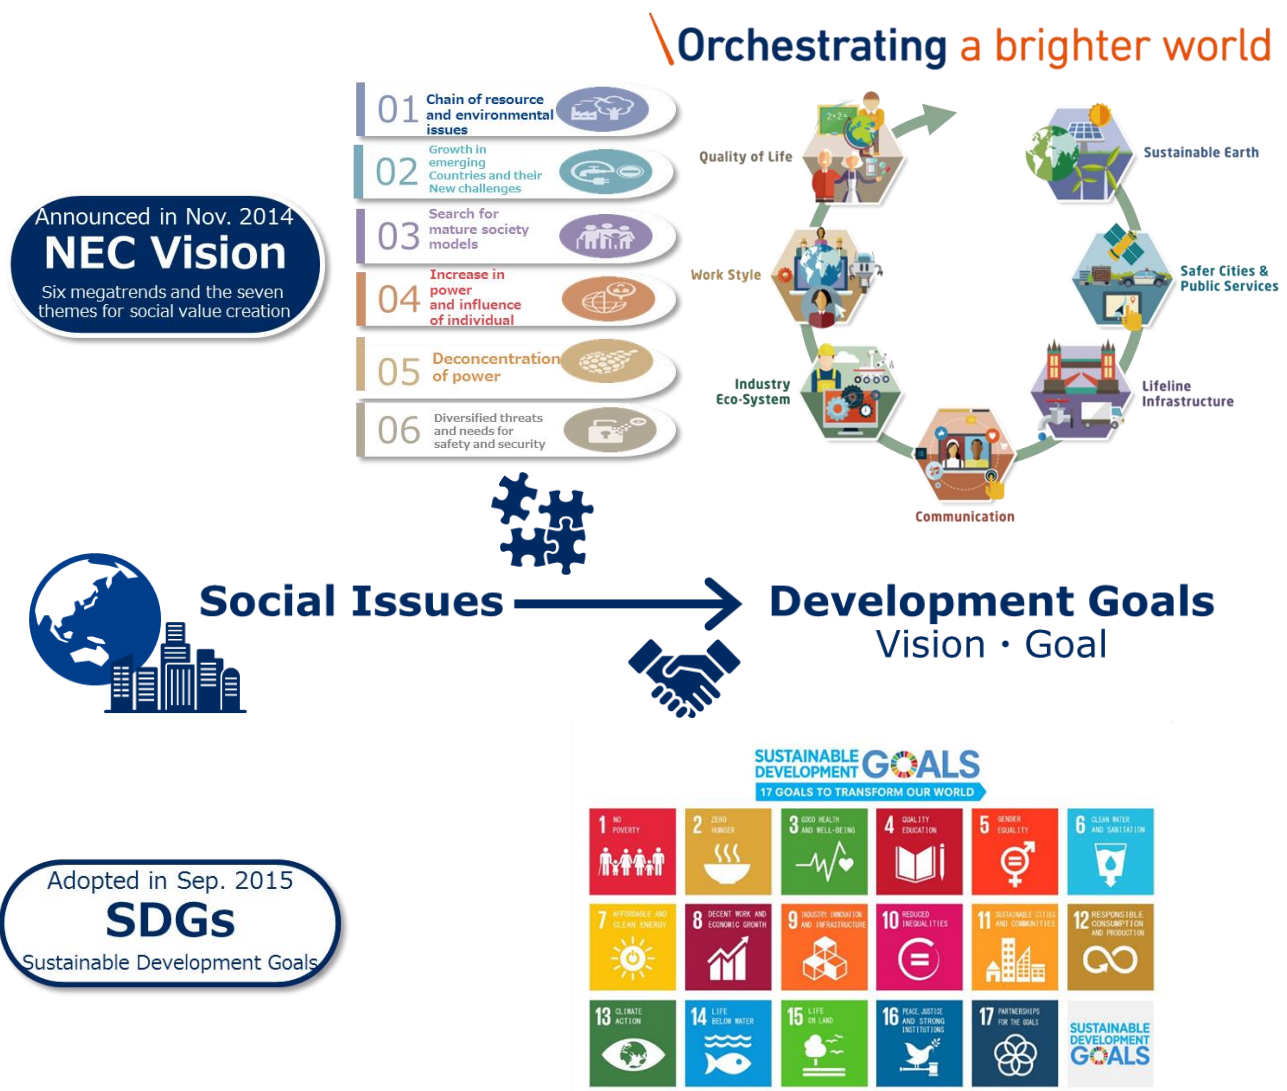 \Orchestrating a brighter world
Announced in Nov. 2014
NEC Vision
Six megatrends and the seven
themes for social value creation
01
Chain of resource
and environmental
issues
02
Growth in
emerging
Countries and their
New challenges
03
Search for
mature society
models
04
Increase in
power
and influence
of individual
05
Deconcentration
of power
06
Diversified threats
and needs for
safety and security
Quality of Life
2+2=
Work Style
Industry
Eco-System
Communication
Lifeline
Infrastructure
Safer Cities &
Public Services
Sustainable Earth
Social Issues
Development Goals
Vision・Goal
Adopted in Sep. 2015
SDGs
Sustainable Development Goals
SUSTAINABLE
DEVELOPMENT
GOALS
17 GOALS TO TRANSFORM OUR WORLD
1 NO
POVERTY
2 ZERO
HUNGER
3 GOOD HEALTH
AND WELL-BEING
4 QUALITY
EDUCATION
5 GENDER
EQUALITY
6 CLEAN WATER
AND SANITATION
7 AFFORDABLE AND
CLEAN ENERGY
8 DECENT WORK AND
ECONOMIC GROWTH
9 INDUSTRY, INNOVATION
AND INFRASTRUCTURE
10 REDUCED
INEQUALITIES
11 SUSTAINABLE CITIES
AND COMMUNITIES
12 RESPONSIBLE
CONSUMPTION
AND PRODUCTION
13 CLIMATE
ACTION
14 LIFE
BELOW WATER
15 LIFE
ON LAND
16 PEACE, JUSTICE
AND STRONG
INSTITUTIONS
17 PARTNERSHIPS
FOR THE GOALS
SUSTAINABLE
DEVELOPMENT
GOALS